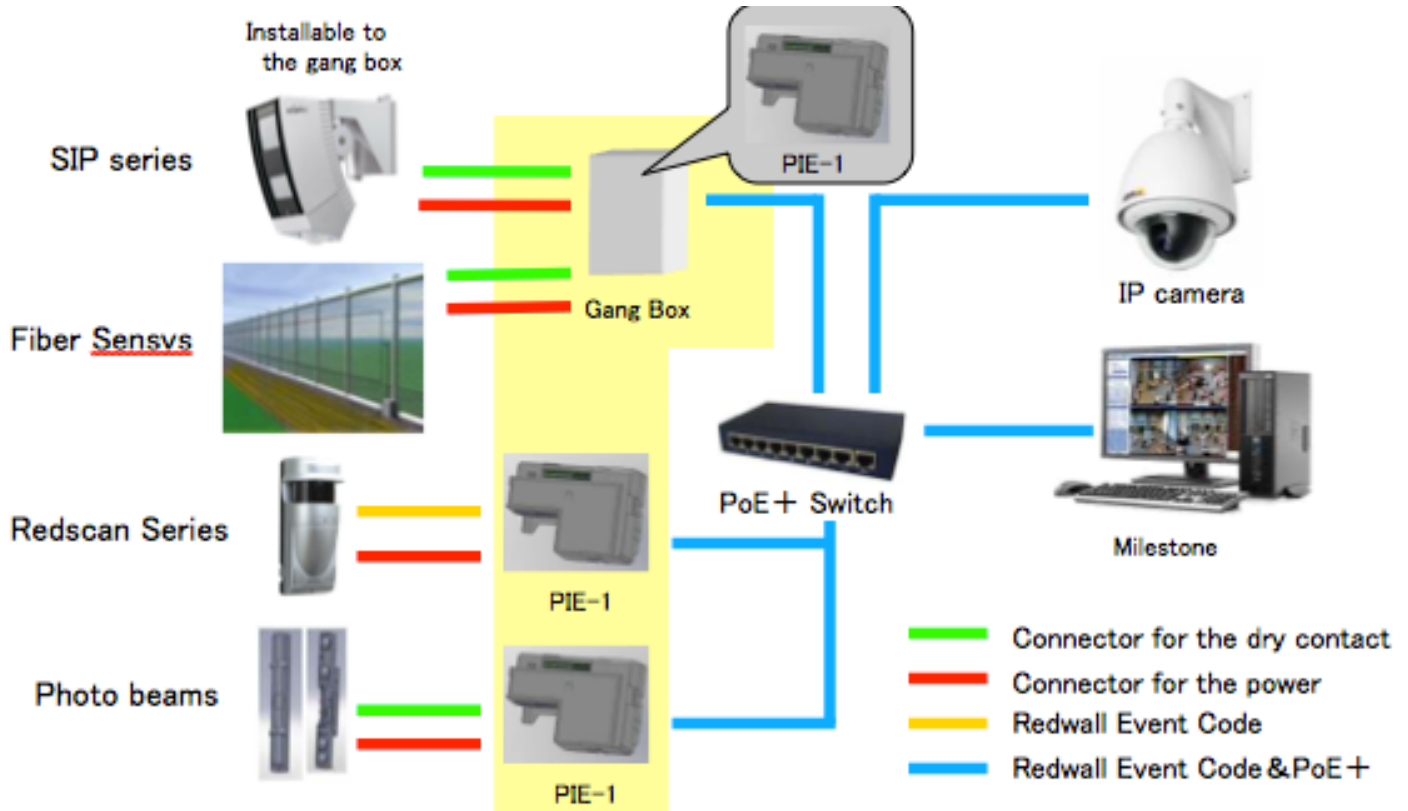 Installable to
the gang box
PIE-1
SIP series
IP camera
Gang Box
Fiber Sensvs
PoE+ Switch
Redscan Series
Milestone
PIE-1
Connector for the dry contact
Connector for the power
Photo beams
Redwall Event Code
Redwall Event Code&PoE+
PIE-1